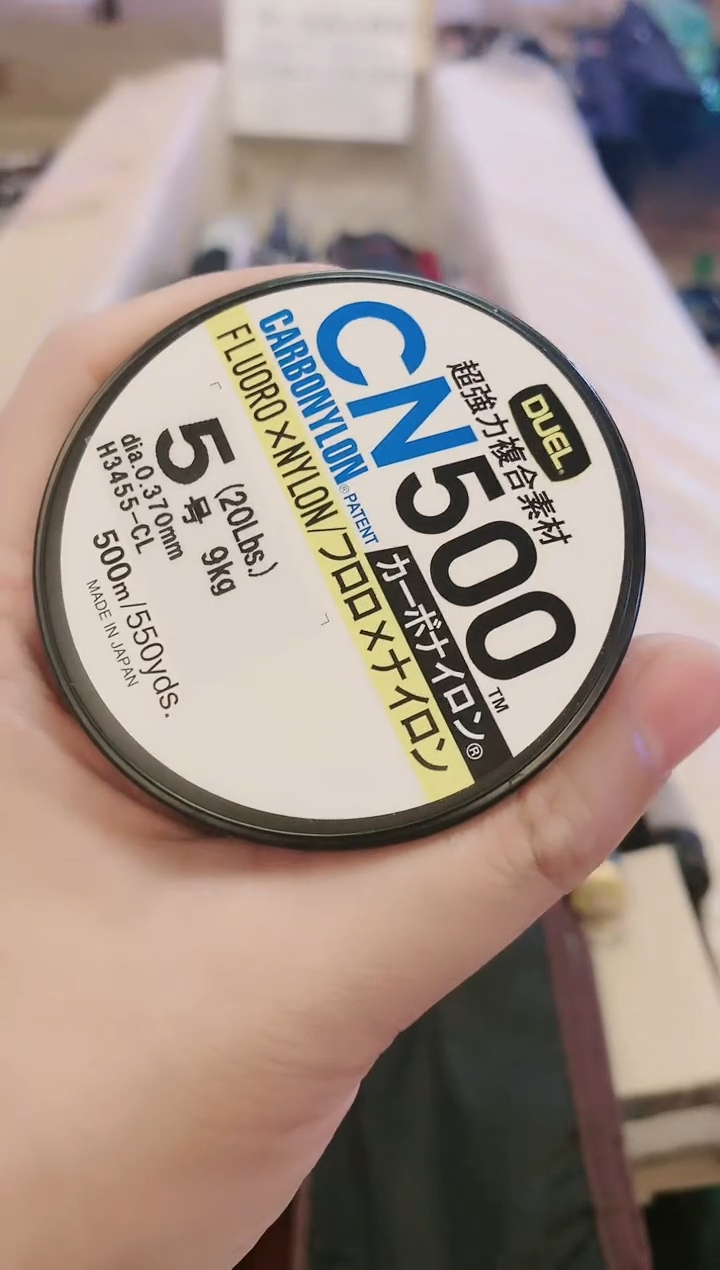 DUEL®
超強力複合素材
CN500™
CARBONYLON® PATENT
カーボナイロン®
FLUORO×NYLON/フロロ×ナイロン
5号 (20Lbs.) 9kg
dia.0.370mm
H3455-CL
500m/550yds.
MADE IN JAPAN